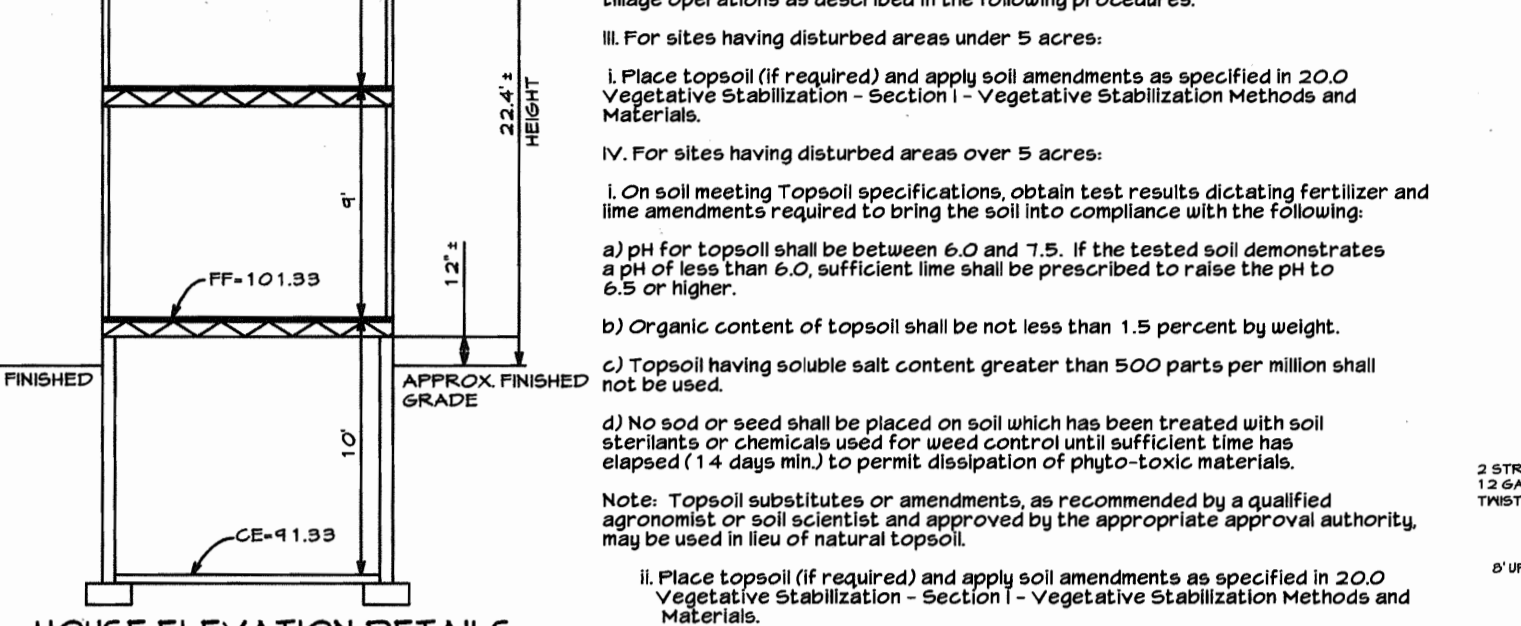 tillage operations as described in the following procedures.
III. For sites having disturbed areas under 5 acres:
i. Place topsoil (if required) and apply soil amendments as specified in 20.0
Vegetative Stabilization - Section I - Vegetative Stabilization Methods and
Materials.
IV. For sites having disturbed areas over 5 acres:
i. On soil meeting Topsoil specifications, obtain test results dictating fertilizer and
lime amendments required to bring the soil into compliance with the following:
a) pH for topsoil shall be between 6.0 and 7.5. If the tested soil demonstrates
a pH of less than 6.0, sufficient lime shall be prescribed to raise the pH to
6.5 or higher.
b) Organic content of topsoil shall be not less than 1.5 percent by weight.
c) Topsoil having soluble salt content greater than 500 parts per million shall
not be used.
d) No sod or seed shall be placed on soil which has been treated with soil
sterilants or chemicals used for weed control until sufficient time has
elapsed (14 days min.) to permit dissipation of phyto-toxic materials.
Note: Topsoil substitutes or amendments, as recommended by a qualified
agronomist or soil scientist and approved by the appropriate approval authority,
may be used in lieu of natural topsoil.
ii. Place topsoil (if required) and apply soil amendments as specified in 20.0
Vegetative Stabilization - Section I - Vegetative Stabilization Methods and
Materials.
22.4' ±
HEIGHT
9'
12" ±
FF=101.33
FINISHED
APPROX. FINISHED
GRADE
10'
CE=91.33
HOUSE ELEVATION DETAILS
2 STR
12 GA
TWIST
8' UP